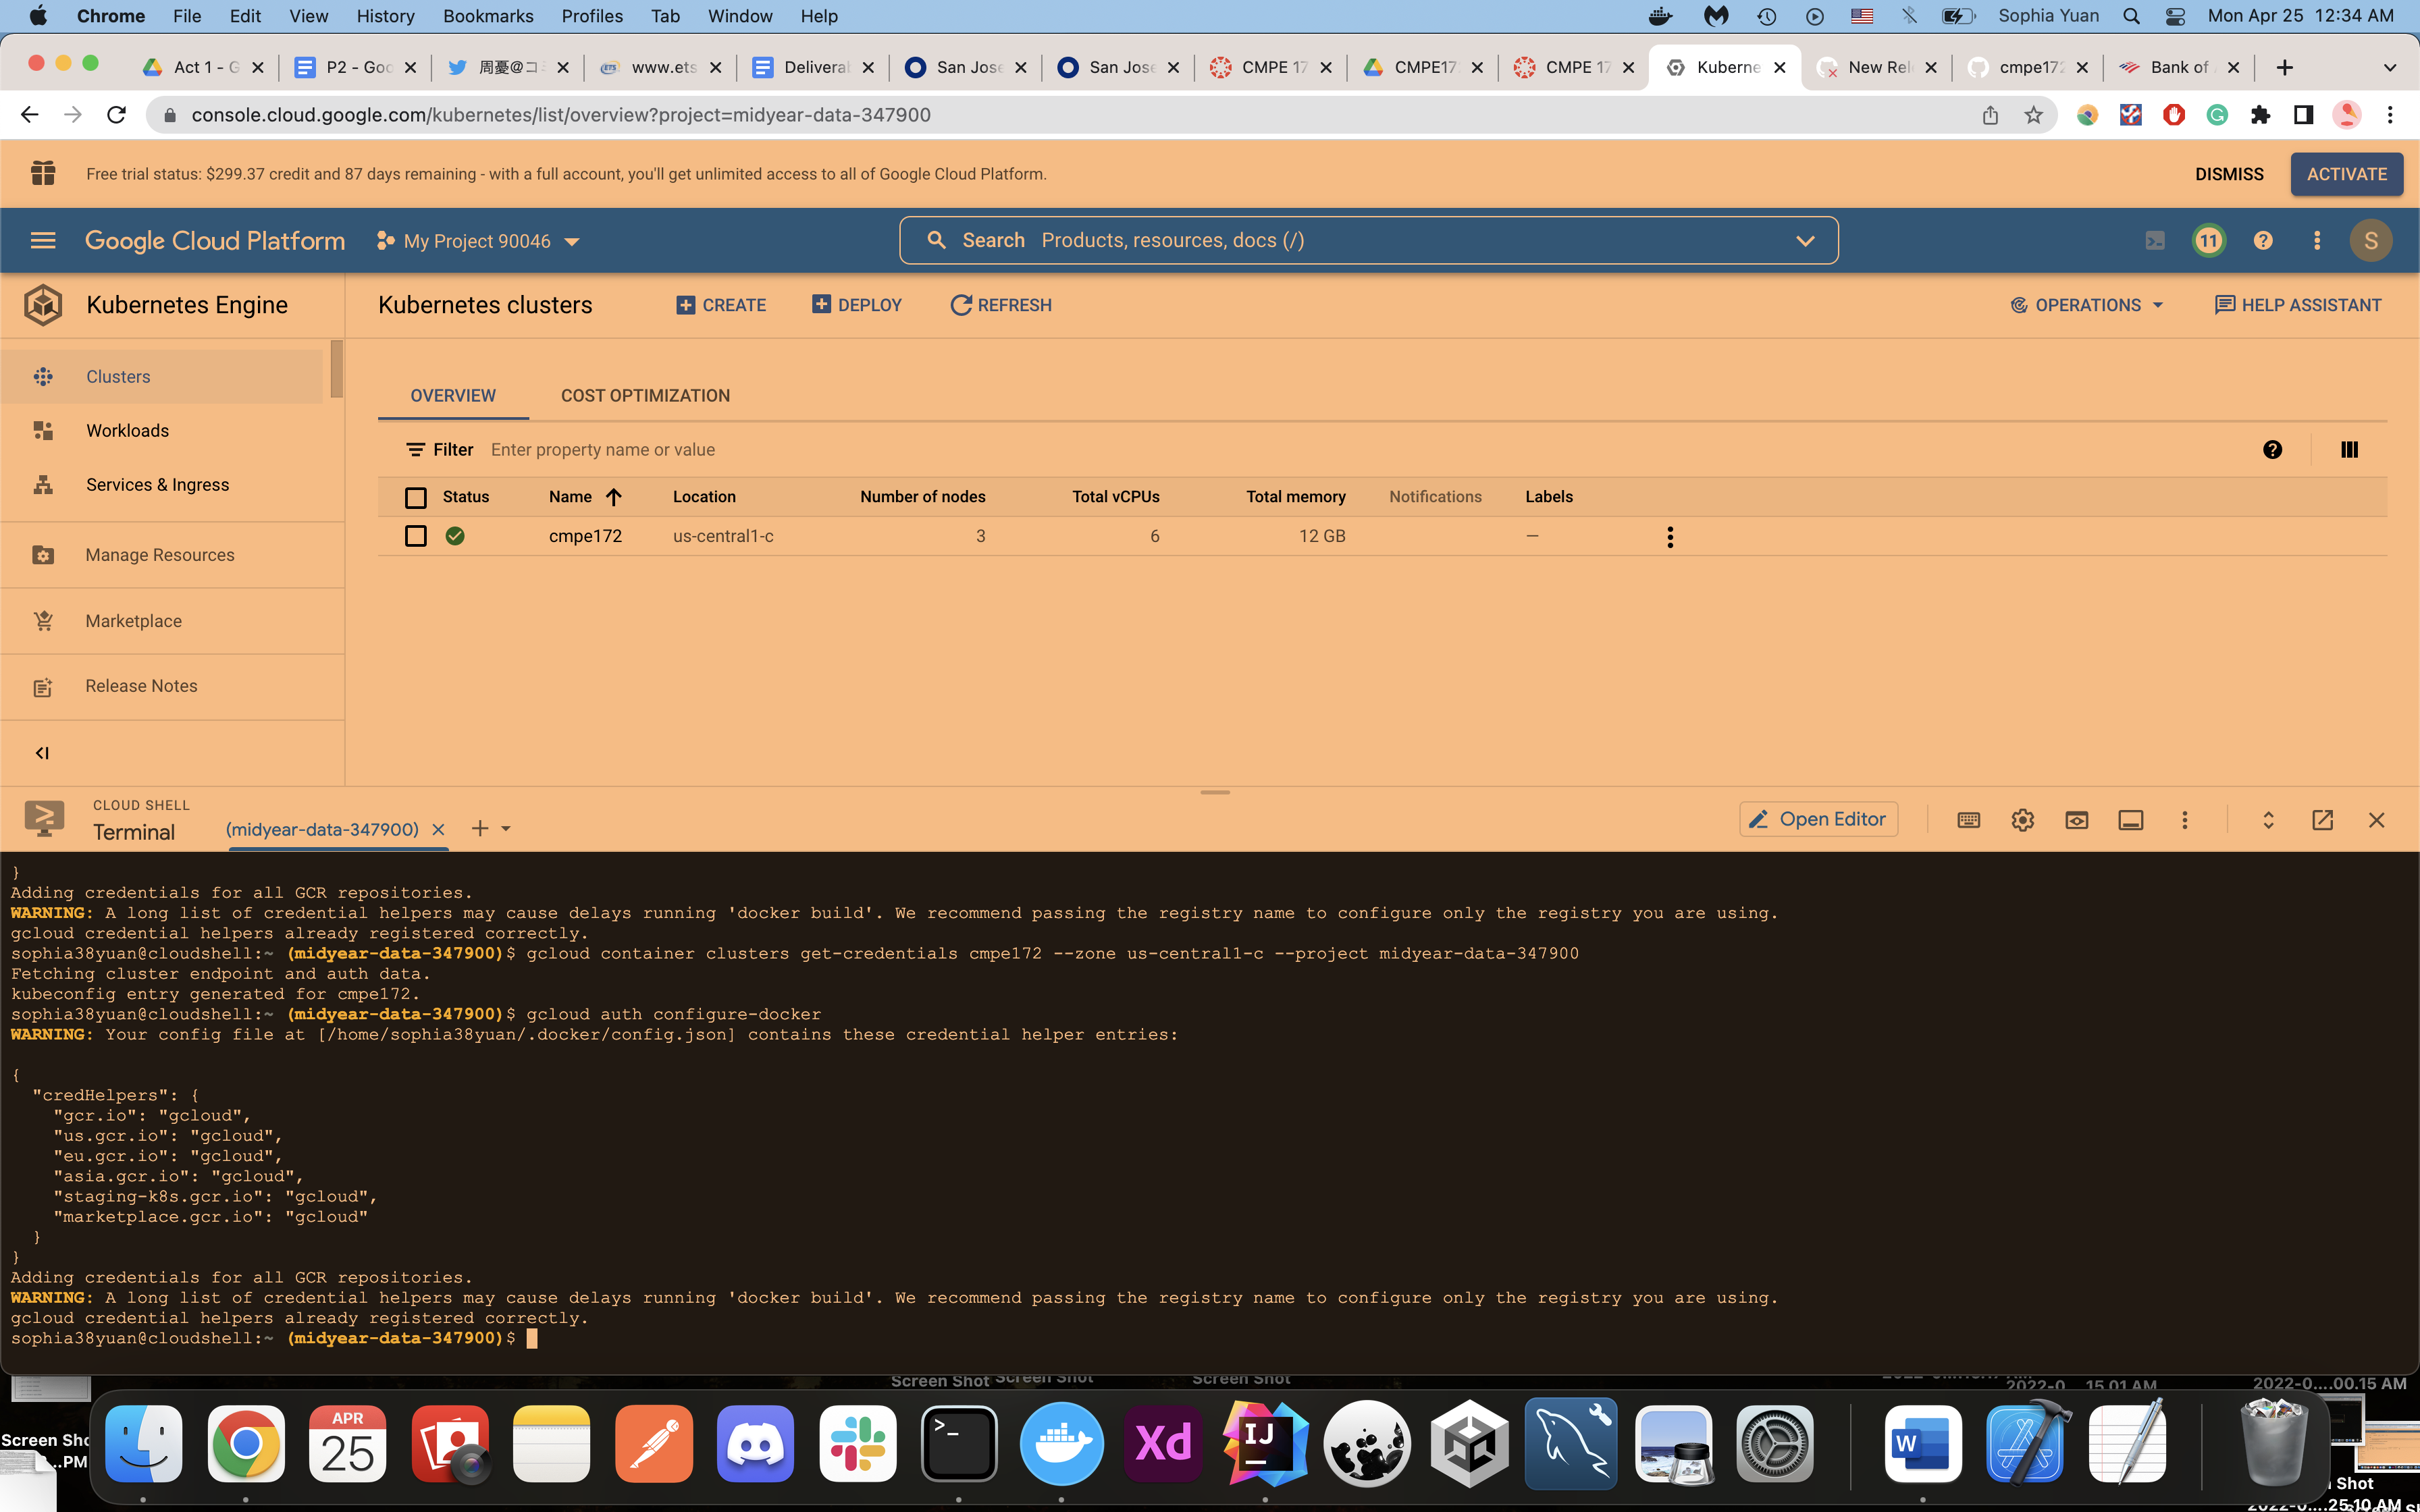 Chrome File Edit View History Bookmarks Profiles Tab Window Help Sophia Yuan Mon Apr 25 12:34 AM
Act 1 - G P2 - Goo 周憂@コミ www.ets Deliveral San Jose San Jose CMPE 17 CMPE17 CMPE 17 Kuberne New Rel cmpe172 Bank of
console.cloud.google.com/kubernetes/list/overview?project=midyear-data-347900
Free trial status: $299.37 credit and 87 days remaining - with a full account, you'll get unlimited access to all of Google Cloud Platform. DISMISS ACTIVATE
Google Cloud Platform My Project 90046 Search Products, resources, docs (/) 11 S
Kubernetes Engine Kubernetes clusters CREATE DEPLOY REFRESH OPERATIONS HELP ASSISTANT
Clusters
Workloads
Services & Ingress
Manage Resources
Marketplace
Release Notes
OVERVIEW COST OPTIMIZATION
Filter Enter property name or value
Status Name Location Number of nodes Total vCPUs Total memory Notifications Labels
cmpe172 us-central1-c 3 6 12 GB —
CLOUD SHELL
Terminal (midyear-data-347900) Open Editor
}
Adding credentials for all GCR repositories.
WARNING: A long list of credential helpers may cause delays running 'docker build'. We recommend passing the registry name to configure only the registry you are using.
gcloud credential helpers already registered correctly.
sophia38yuan@cloudshell:~ (midyear-data-347900)$ gcloud container clusters get-credentials cmpe172 --zone us-central1-c --project midyear-data-347900
Fetching cluster endpoint and auth data.
kubeconfig entry generated for cmpe172.
sophia38yuan@cloudshell:~ (midyear-data-347900)$ gcloud auth configure-docker
WARNING: Your config file at [/home/sophia38yuan/.docker/config.json] contains these credential helper entries:
{
"credHelpers": {
"gcr.io": "gcloud",
"us.gcr.io": "gcloud",
"eu.gcr.io": "gcloud",
"asia.gcr.io": "gcloud",
"staging-k8s.gcr.io": "gcloud",
"marketplace.gcr.io": "gcloud"
}
}
Adding credentials for all GCR repositories.
WARNING: A long list of credential helpers may cause delays running 'docker build'. We recommend passing the registry name to configure only the registry you are using.
gcloud credential helpers already registered correctly.
sophia38yuan@cloudshell:~ (midyear-data-347900)$
Screen Shot Screen Shot Screen Shot
2022-0 15.01 AM 2022-0....00.15 AM
APR
25
Xd
IJ
W
Screen Sho
...PM
Shot
2022-0....25.10 AM